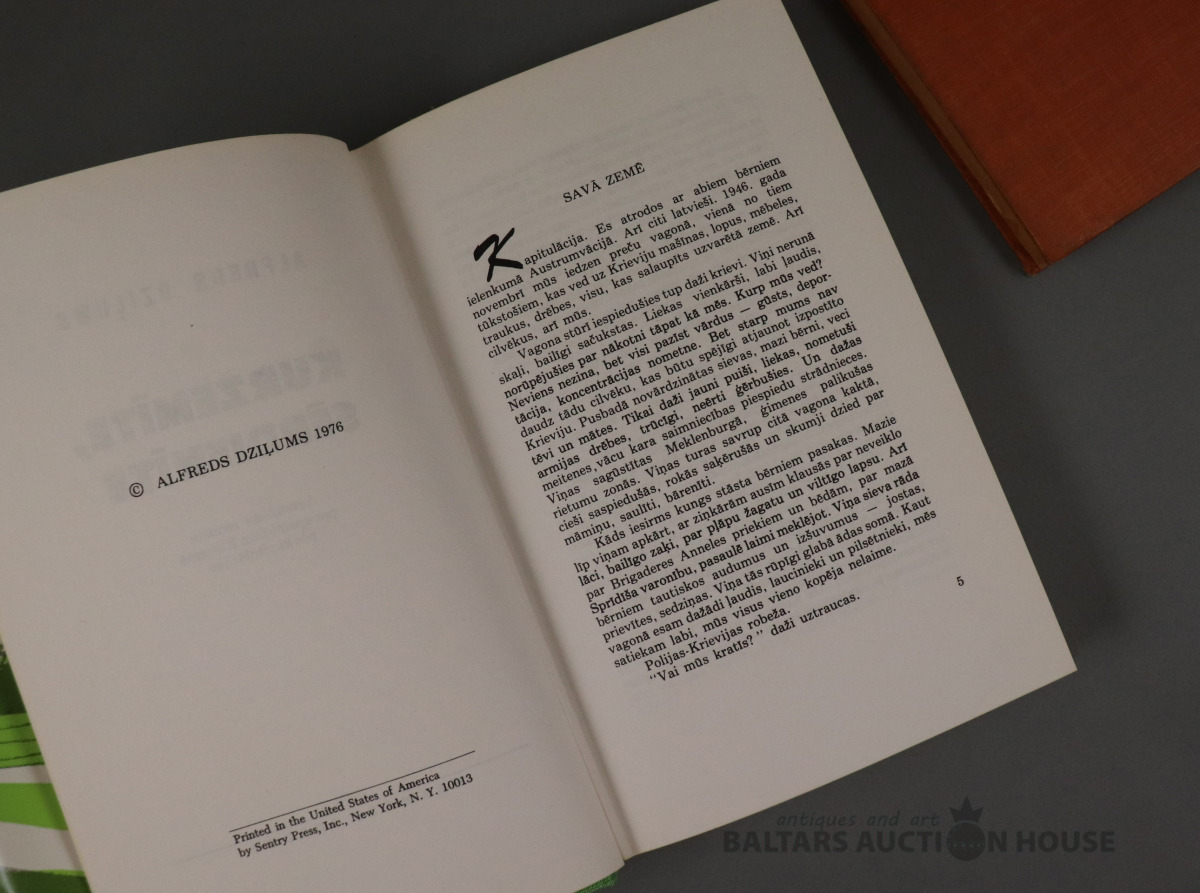 © ALFREDS DZIĻUMS 1976
Printed in the United States of America
by Sentry Press, Inc., New York, N. Y. 10013
SAVĀ ZEMĒ
Kapitulācija. Es atrodos ar abiem bērniem
ielenkumā Austrumvācijā. Arī citi latvieši. 1946. gada
novembrī mūs iedzen preču vagonā, vienā no tiem
tūkstošiem, kas ved uz Krieviju mašīnas, lopus, mēbeles,
traukus, drēbes, visu, kas salaupīts uzvarētā zemē. Arī
cilvēkus, arī mūs.
Vagona stūrī iespiedušies tup daži krievi. Viņi nerunā
skaļi, bailīgi sačukstas. Liekas vienkārši, labi ļaudis,
norūpējušies par nākotni tāpat kā mēs. Kurp mūs ved?
Neviens nezina, bet visi pazīst vārdus — gūsts, depor-
tācija, koncentrācijas nometne. Bet starp mums nav
daudz tādu cilvēku, kas būtu spējīgi atjaunot izpostīto
Krieviju. Pusbadā novārdzinātas sievas, mazi bērni, veci
tēvi un mātes. Tikai daži jauni puiši, liekas, nometuši
armijas drēbes, trūcīgi, neērti ģērbušies. Un dažas
meitenes, vācu kara saimniecības piespiedu strādnieces.
Viņas sagūstītas Meklenburgā, ģimenes palikušas
rietumu zonās. Viņas turas savrup citā vagona kaktā,
cieši saspiedušās, rokās saķērušās un skumji dzied par
māmiņu, saulīti, bārenīti.
Kāds iesirms kungs stāsta bērniem pasakas. Mazie
līp viņam apkārt, ar ziņkārām ausīm klausās par neveiklo
lāci, bailīgo zaķi, par pļāpu žagatu un viltīgo lapsu. Arī
par Brigaderes Anneles priekiem un bēdām, par mazā
Sprīdīša varonību, pasaulē laimi meklējot. Viņa sieva rāda
bērniem tautiskos audumus un izšuvumus — jostas,
prievītes, sedziņas. Viņa tās rūpīgi glabā ādas somā. Kaut
vagonā esam dažādi ļaudis, laucinieki un pilsētnieki, mēs
satiekam labi, mūs visus vieno kopēja nelaime.
Polijas-Krievijas robeža.
“Vai mūs kratīs?” daži uztraucas.
5
antiques and art
BALTARS AUCTION HOUSE